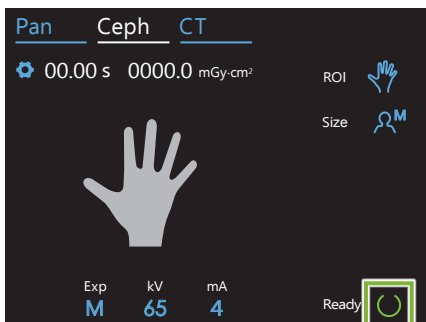 Pan Ceph CT
00.00 s 0000.0 mGy·cm²
ROI
Size M
Exp kV mA
M 65 4
Ready